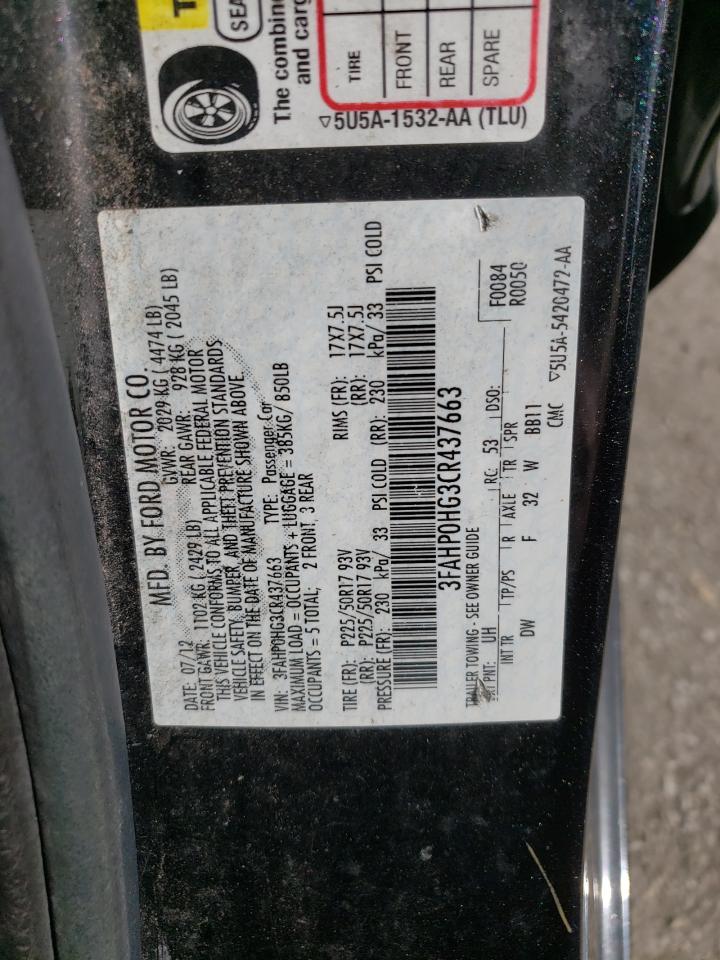 T
SEA
The combine
and carg
TIRE
FRONT
REAR
SPARE
▽5U5A-1532-AA (TLU)
MFD. BY FORD MOTOR CO.
DATE: 07/12 GVWR: 2029 KG ( 4474 LB)
FRONT GAWR: 1102 KG ( 2429 LB) REAR GAWR: 928 KG ( 2045 LB)
THIS VEHICLE CONFORMS TO ALL APPLICABLE FEDERAL MOTOR
VEHICLE SAFETY, BUMPER, AND THEFT PREVENTION STANDARDS
IN EFFECT ON THE DATE OF MANUFACTURE SHOWN ABOVE.
VIN: 3FAHP0HG3CR437663 TYPE: Passenger Car
MAXIMUM LOAD = OCCUPANTS + LUGGAGE = 385KG/ 850LB
OCCUPANTS = 5 TOTAL; 2 FRONT, 3 REAR
TIRE (FR): P225/50R17 93V RIMS (FR): 17X7.5J
(RR): P225/50R17 93V (RR): 17X7.5J
PRESSURE (FR): 230 kPa/ 33 PSI COLD (RR): 230 kPa/ 33 PSI COLD
3FAHP0HG3CR437663
TRAILER TOWING - SEE OWNER GUIDE
F0084
R0050
EXT PNT: UH RC: 53 DSO:
INT TR TP/PS R AXLE TR SPR
DW F 32 W BB11
CMC ▽5U5A-5420472-AA